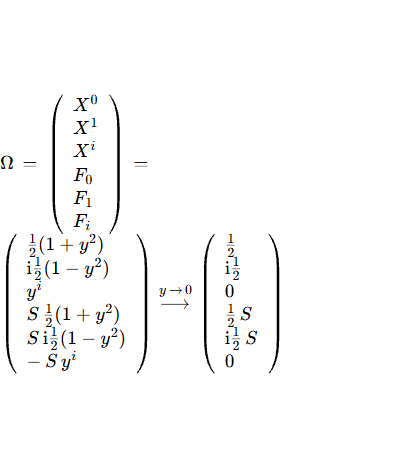 Ω = ( X^0 X^1 X^i F_0 F_1 F_i ) =
( ½(1 + y²) i½(1 − y²) y^i S ½(1 + y²) S i½(1 − y²) − S y^i ) y→0 ⟶ ( ½ i½ 0 ½ S i½ S 0 )